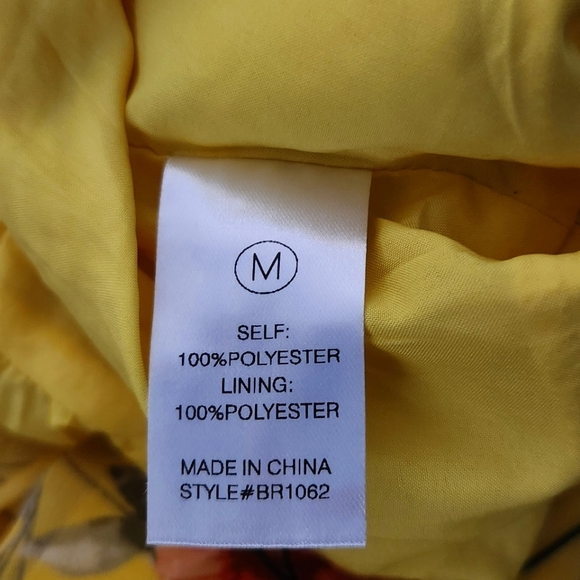 M
SELF:
100%POLYESTER
LINING:
100%POLYESTER
MADE IN CHINA
STYLE#BR1062